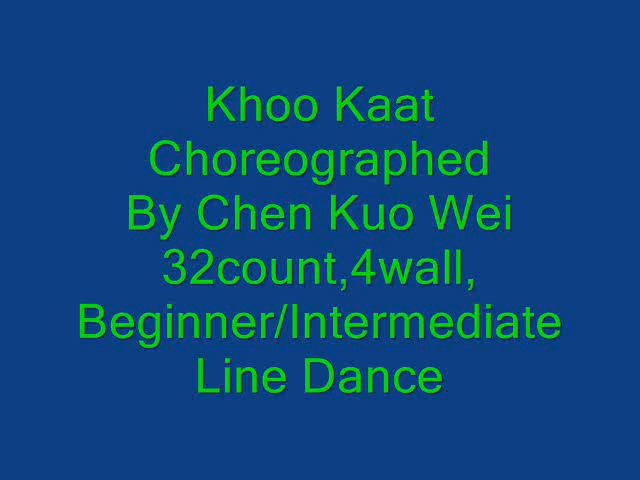 Khoo Kaat
Choreographed
By Chen Kuo Wei
32count,4wall,
Beginner/Intermediate
Line Dance